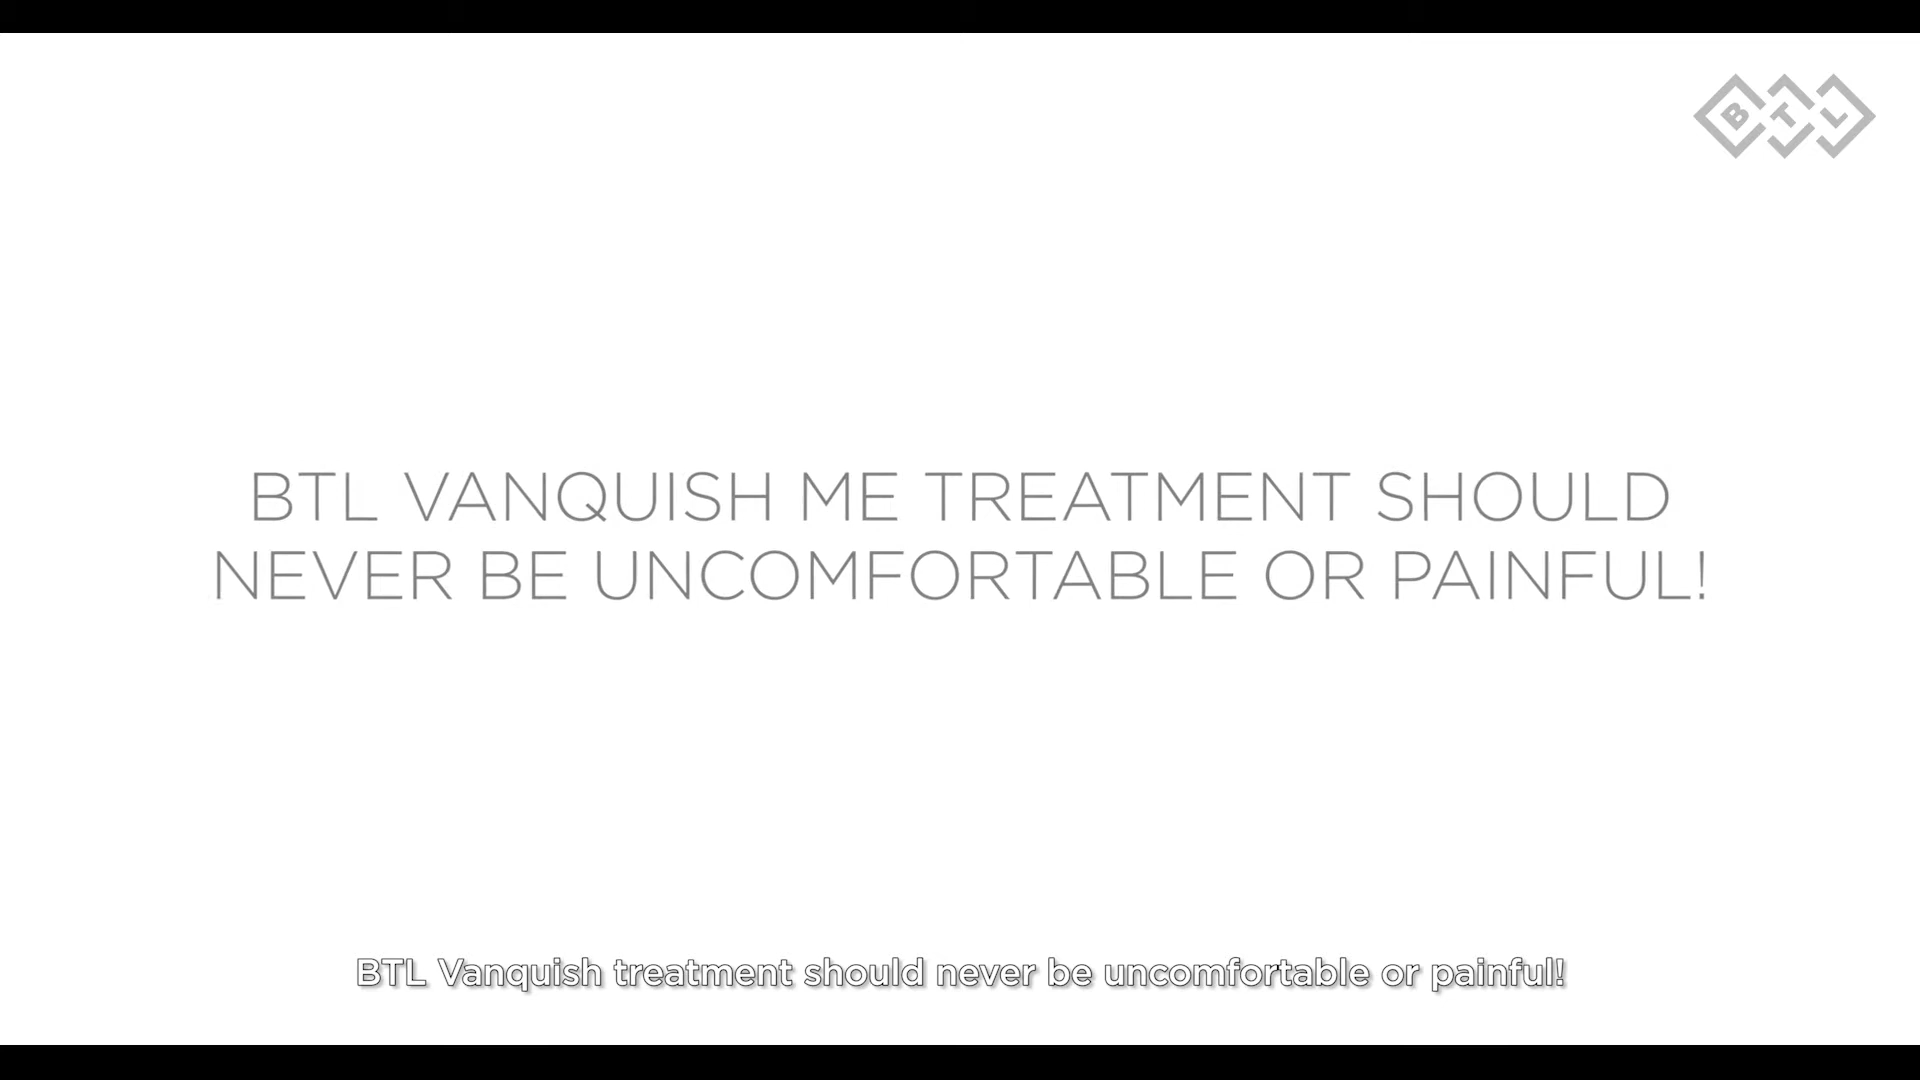 BTL
BTL VANQUISH ME TREATMENT SHOULD
NEVER BE UNCOMFORTABLE OR PAINFUL!
BTL Vanquish treatment should never be uncomfortable or painful!